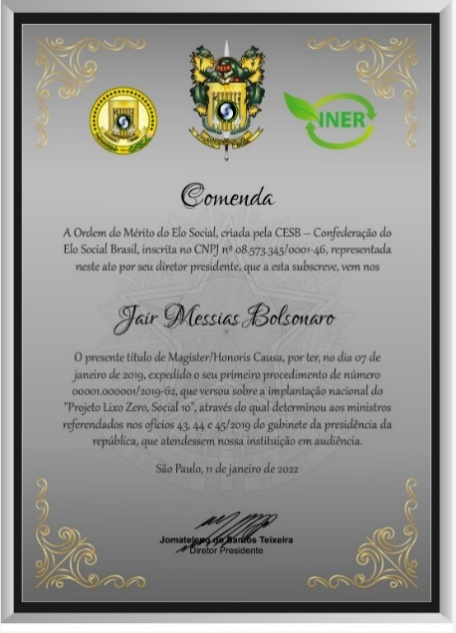 INER
Comenda
A Ordem do Mérito do Elo Social, criada pela CESB – Confederação do
Elo Social Brasil, inscrita no CNPJ nº 08.573.345/0001-46, representada
neste ato por seu diretor presidente, que a esta subscreve, vem nos
Jair Messias Bolsonaro
O presente título de Magister/Honoris Causa, por ter, no dia 07 de
janeiro de 2019, expedido o seu primeiro procedimento de número
00001.000001/2019-62, que versou sobre a implantação nacional do
"Projeto Lixo Zero, Social 10", através do qual determinou aos ministros
referendados nos ofícios 43, 44 e 45/2019 do gabinete da presidência da
república, que atendessem nossa instituição em audiência.
São Paulo, 11 de janeiro de 2022
Jomateleno dos Santos Teixeira
Diretor Presidente